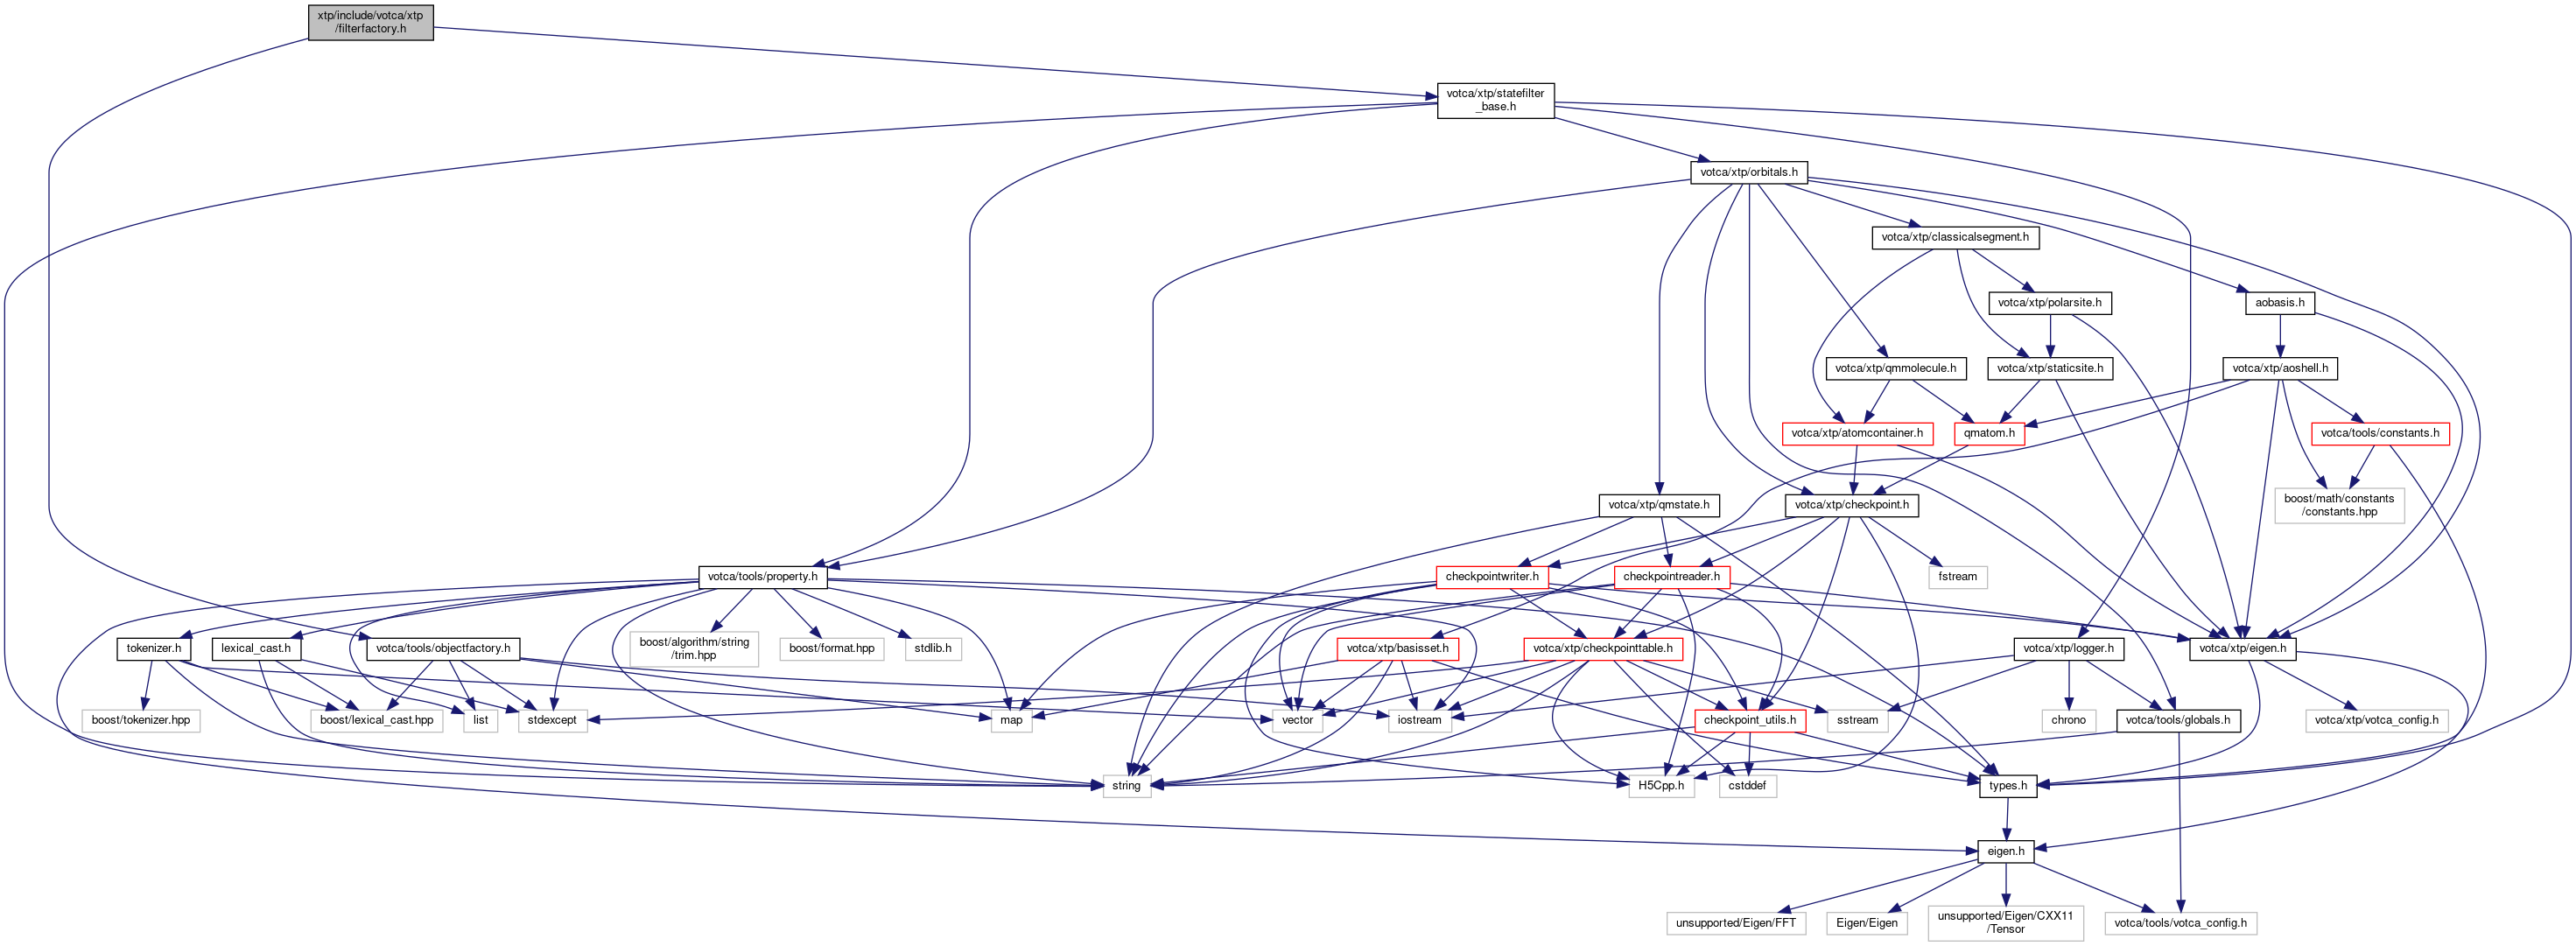 xtp/include/votca/xtp
/filterfactory.h
votca/xtp/statefilter
_base.h
votca/xtp/orbitals.h
votca/xtp/classicalsegment.h
votca/xtp/polarsite.h
aobasis.h
votca/xtp/qmmolecule.h
votca/xtp/staticsite.h
votca/xtp/aoshell.h
votca/xtp/atomcontainer.h
qmatom.h
votca/tools/constants.h
votca/xtp/qmstate.h
votca/xtp/checkpoint.h
boost/math/constants
/constants.hpp
votca/tools/property.h
checkpointwriter.h
checkpointreader.h
fstream
tokenizer.h
lexical_cast.h
votca/tools/objectfactory.h
boost/algorithm/string
/trim.hpp
boost/format.hpp
stdlib.h
votca/xtp/basisset.h
votca/xtp/checkpointtable.h
votca/xtp/logger.h
votca/xtp/eigen.h
boost/tokenizer.hpp
boost/lexical_cast.hpp
list
stdexcept
map
vector
iostream
checkpoint_utils.h
sstream
chrono
votca/tools/globals.h
votca/xtp/votca_config.h
string
H5Cpp.h
cstddef
types.h
eigen.h
unsupported/Eigen/FFT
Eigen/Eigen
unsupported/Eigen/CXX11
/Tensor
votca/tools/votca_config.h